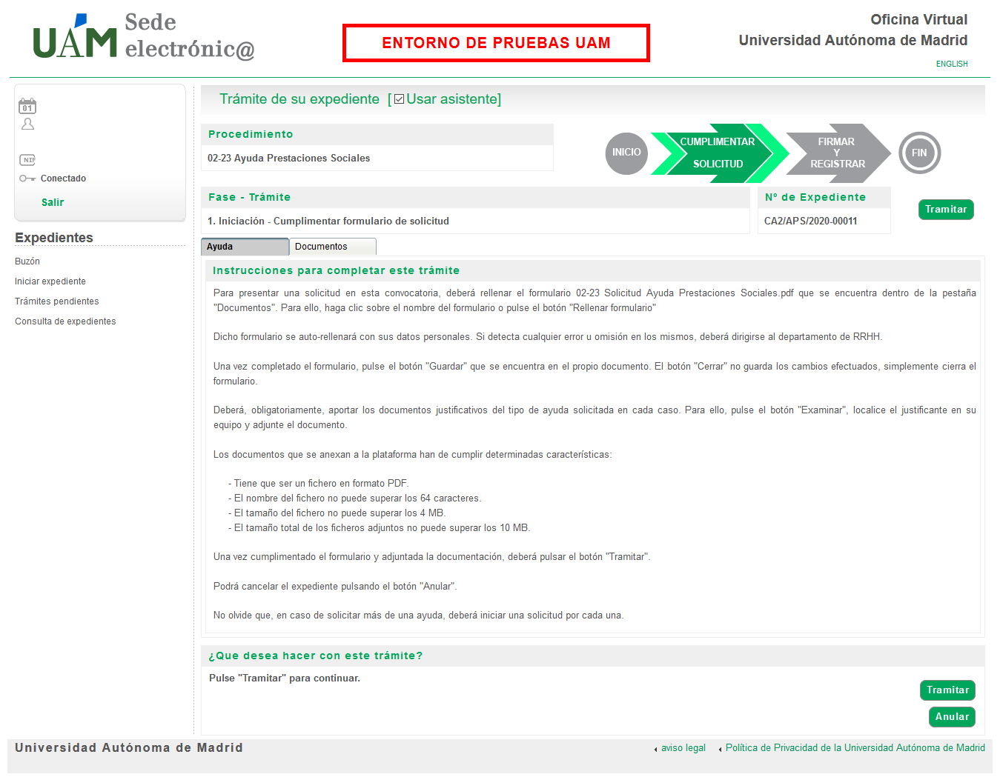 UAM Sede
electrónic@
ENTORNO DE PRUEBAS UAM
Oficina Virtual
Universidad Autónoma de Madrid
ENGLISH
01
NIF
Conectado
Salir
Expedientes
Buzón
Iniciar expediente
Trámites pendientes
Consulta de expedientes
Trámite de su expediente [Usar asistente]
Procedimiento
02-23 Ayuda Prestaciones Sociales
INICIO
CUMPLIMENTAR
SOLICITUD
FIRMAR
Y
REGISTRAR
FIN
Fase - Trámite
1. Iniciación - Cumplimentar formulario de solicitud
Nº de Expediente
CA2/APS/2020-00011
Tramitar
Ayuda
Documentos
Instrucciones para completar este trámite
Para presentar una solicitud en esta convocatoria, deberá rellenar el formulario 02-23 Solicitud Ayuda Prestaciones Sociales.pdf que se encuentra dentro de la pestaña
"Documentos". Para ello, haga clic sobre el nombre del formulario o pulse el botón "Rellenar formulario"
Dicho formulario se auto-rellenará con sus datos personales. Si detecta cualquier error u omisión en los mismos, deberá dirigirse al departamento de RRHH.
Una vez completado el formulario, pulse el botón "Guardar" que se encuentra en el propio documento. El botón "Cerrar" no guarda los cambios efectuados, simplemente cierra el
formulario.
Deberá, obligatoriamente, aportar los documentos justificativos del tipo de ayuda solicitada en cada caso. Para ello, pulse el botón "Examinar", localice el justificante en su
equipo y adjunte el documento.
Los documentos que se anexan a la plataforma han de cumplir determinadas características:
- Tiene que ser un fichero en formato PDF.
- El nombre del fichero no puede superar los 64 caracteres.
- El tamaño del fichero no puede superar los 4 MB.
- El tamaño total de los ficheros adjuntos no puede superar los 10 MB.
Una vez cumplimentado el formulario y adjuntada la documentación, deberá pulsar el botón "Tramitar".
Podrá cancelar el expediente pulsando el botón "Anular".
No olvide que, en caso de solicitar más de una ayuda, deberá iniciar una solicitud por cada una.
¿Que desea hacer con este trámite?
Pulse "Tramitar" para continuar.
Tramitar
Anular
Universidad Autónoma de Madrid
aviso legal
Política de Privacidad de la Universidad Autónoma de Madrid